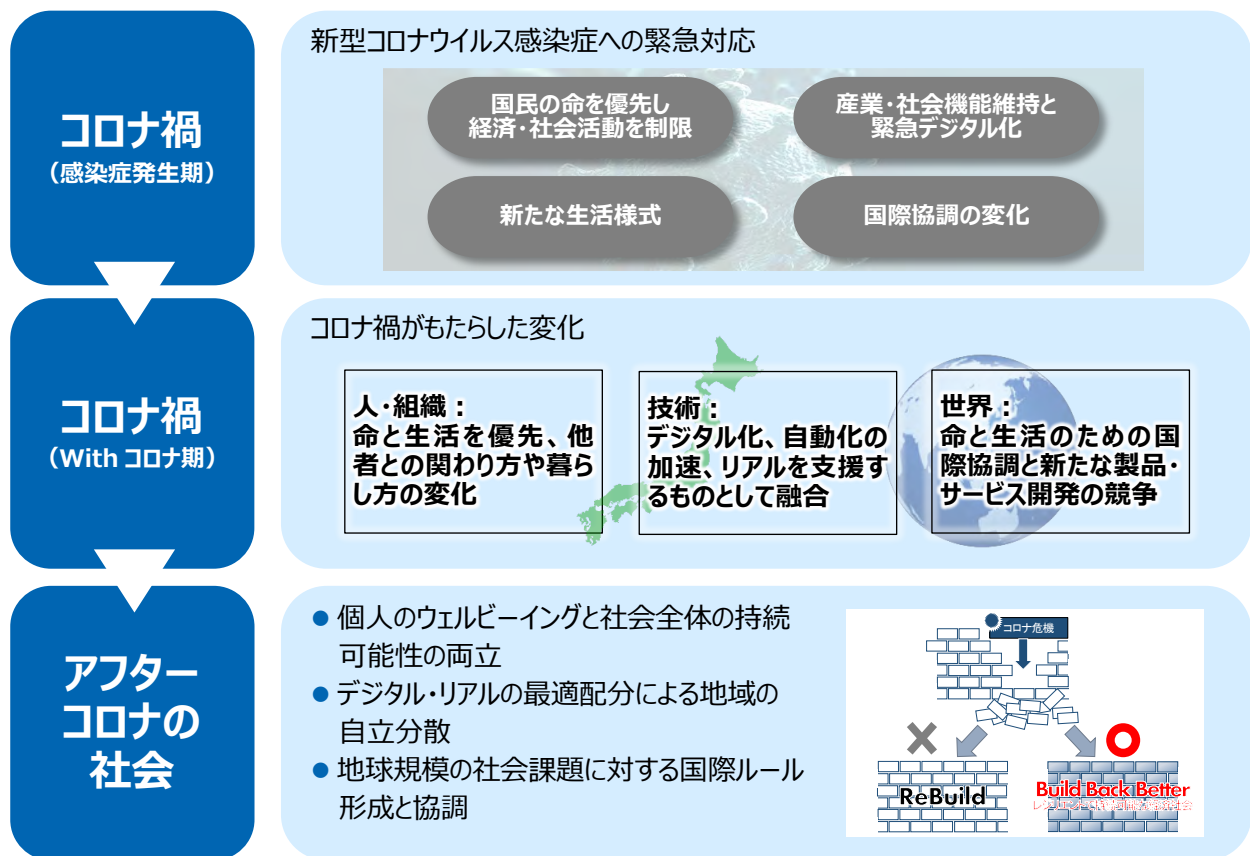 コロナ禍
（感染症発生期）
新型コロナウイルス感染症への緊急対応
国民の命を優先し
経済・社会活動を制限
産業・社会機能維持と
緊急デジタル化
新たな生活様式
国際協調の変化
コロナ禍
（With コロナ期）
コロナ禍がもたらした変化
人・組織：
命と生活を優先、他
者との関わり方や暮ら
し方の変化
技術：
デジタル化、自動化の
加速、リアルを支援す
るものとして融合
世界：
命と生活のための国
際協調と新たな製品・
サービス開発の競争
アフター
コロナの
社会
● 個人のウェルビーイングと社会全体の持続
可能性の両立
● デジタル・リアルの最適配分による地域の
自立分散
● 地球規模の社会課題に対する国際ルール
形成と協調
コロナ危機
ReBuild
Build Back Better